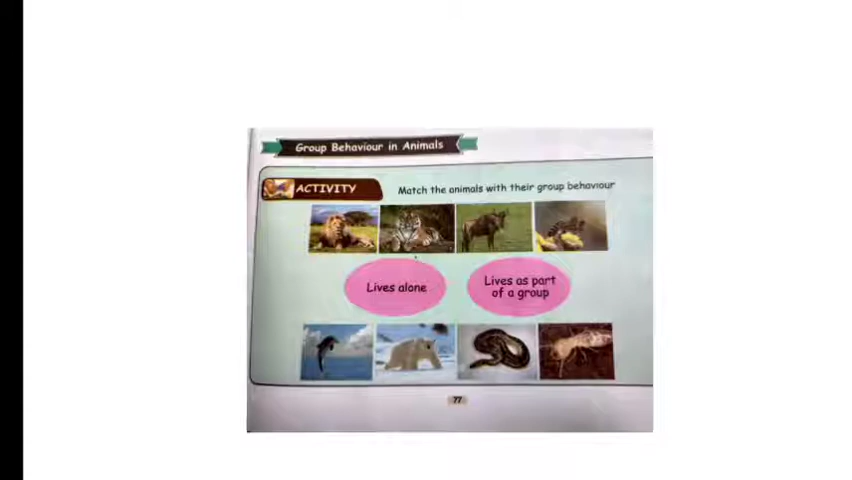 Group Behaviour in Animals
ACTIVITY
Match the animals with their group behaviour
Lives alone
Lives as part
of a group
77